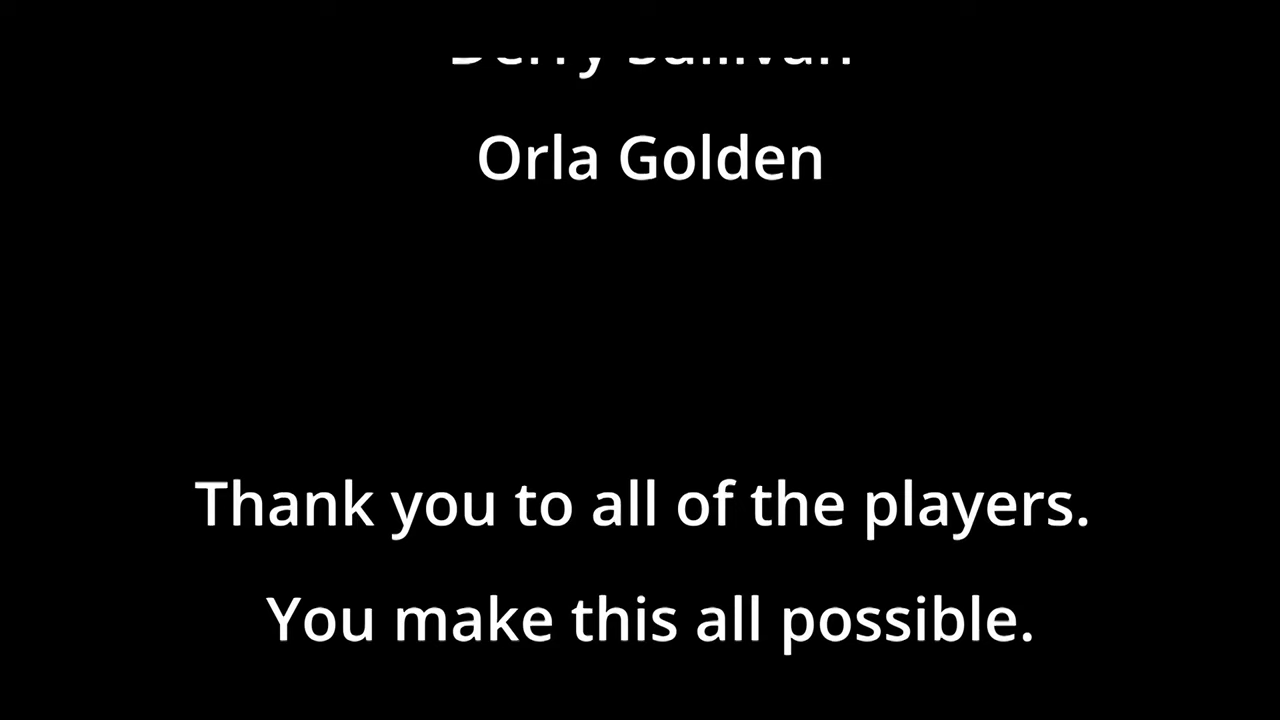 Orla Golden
Thank you to all of the players.
You make this all possible.